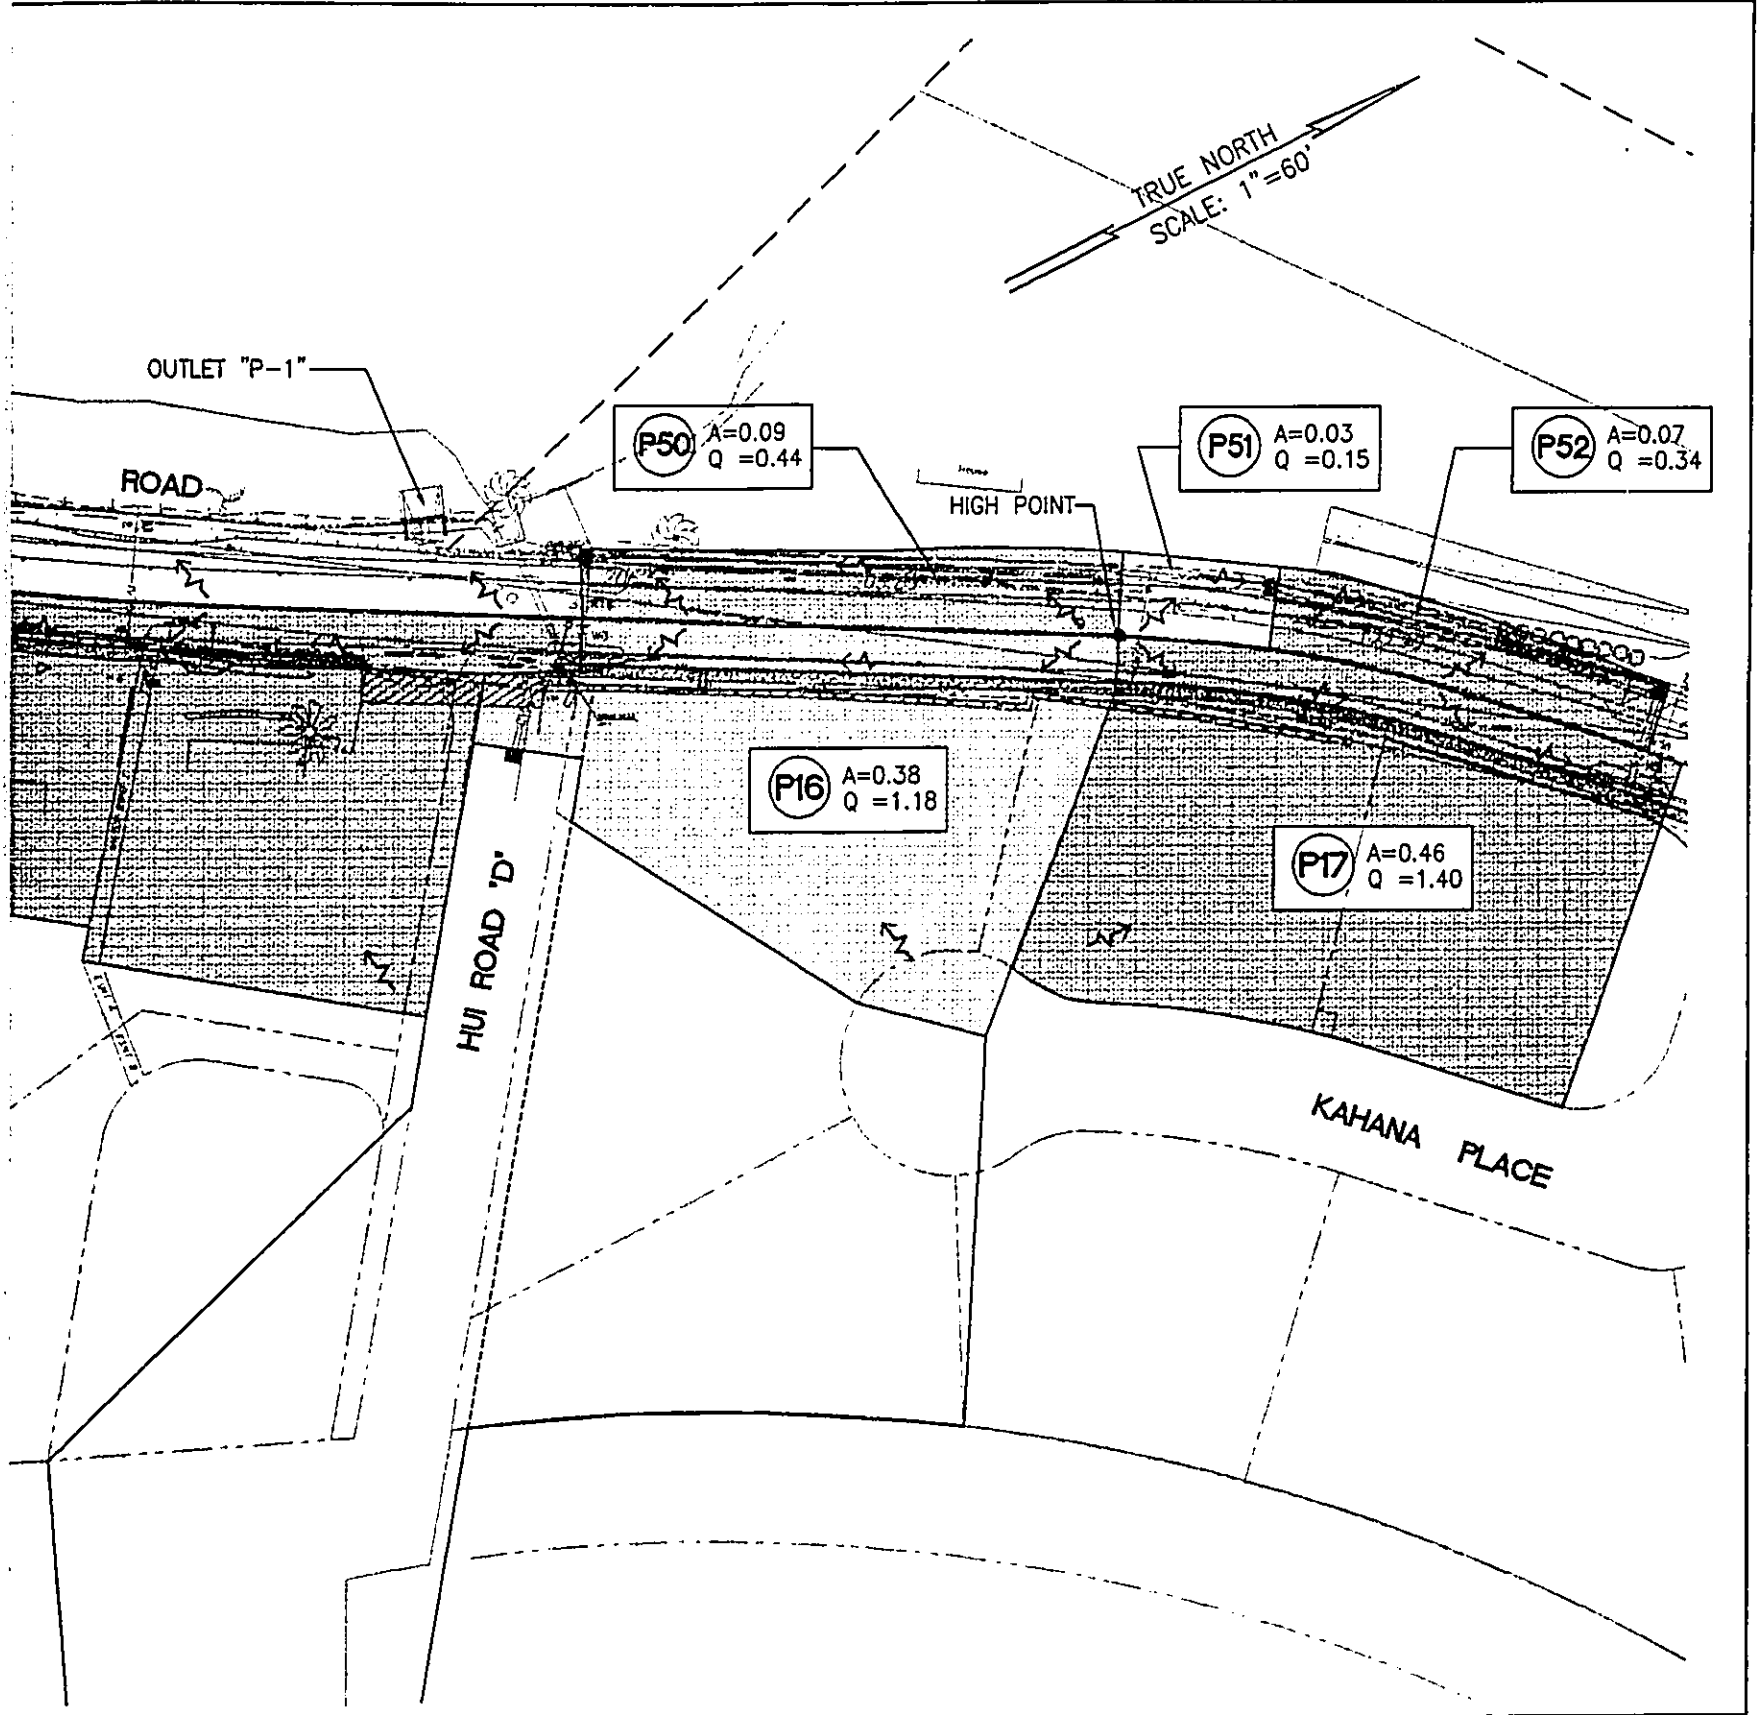 TRUE NORTH
SCALE: 1"=60'
OUTLET "P-1"
P50
A=0.09
Q =0.44
P51
A=0.03
Q =0.15
P52
A=0.07
Q =0.34
House
HIGH POINT
ROAD
P16
A=0.38
Q =1.18
P17
A=0.46
Q =1.40
HUI ROAD "D"
KAHANA PLACE